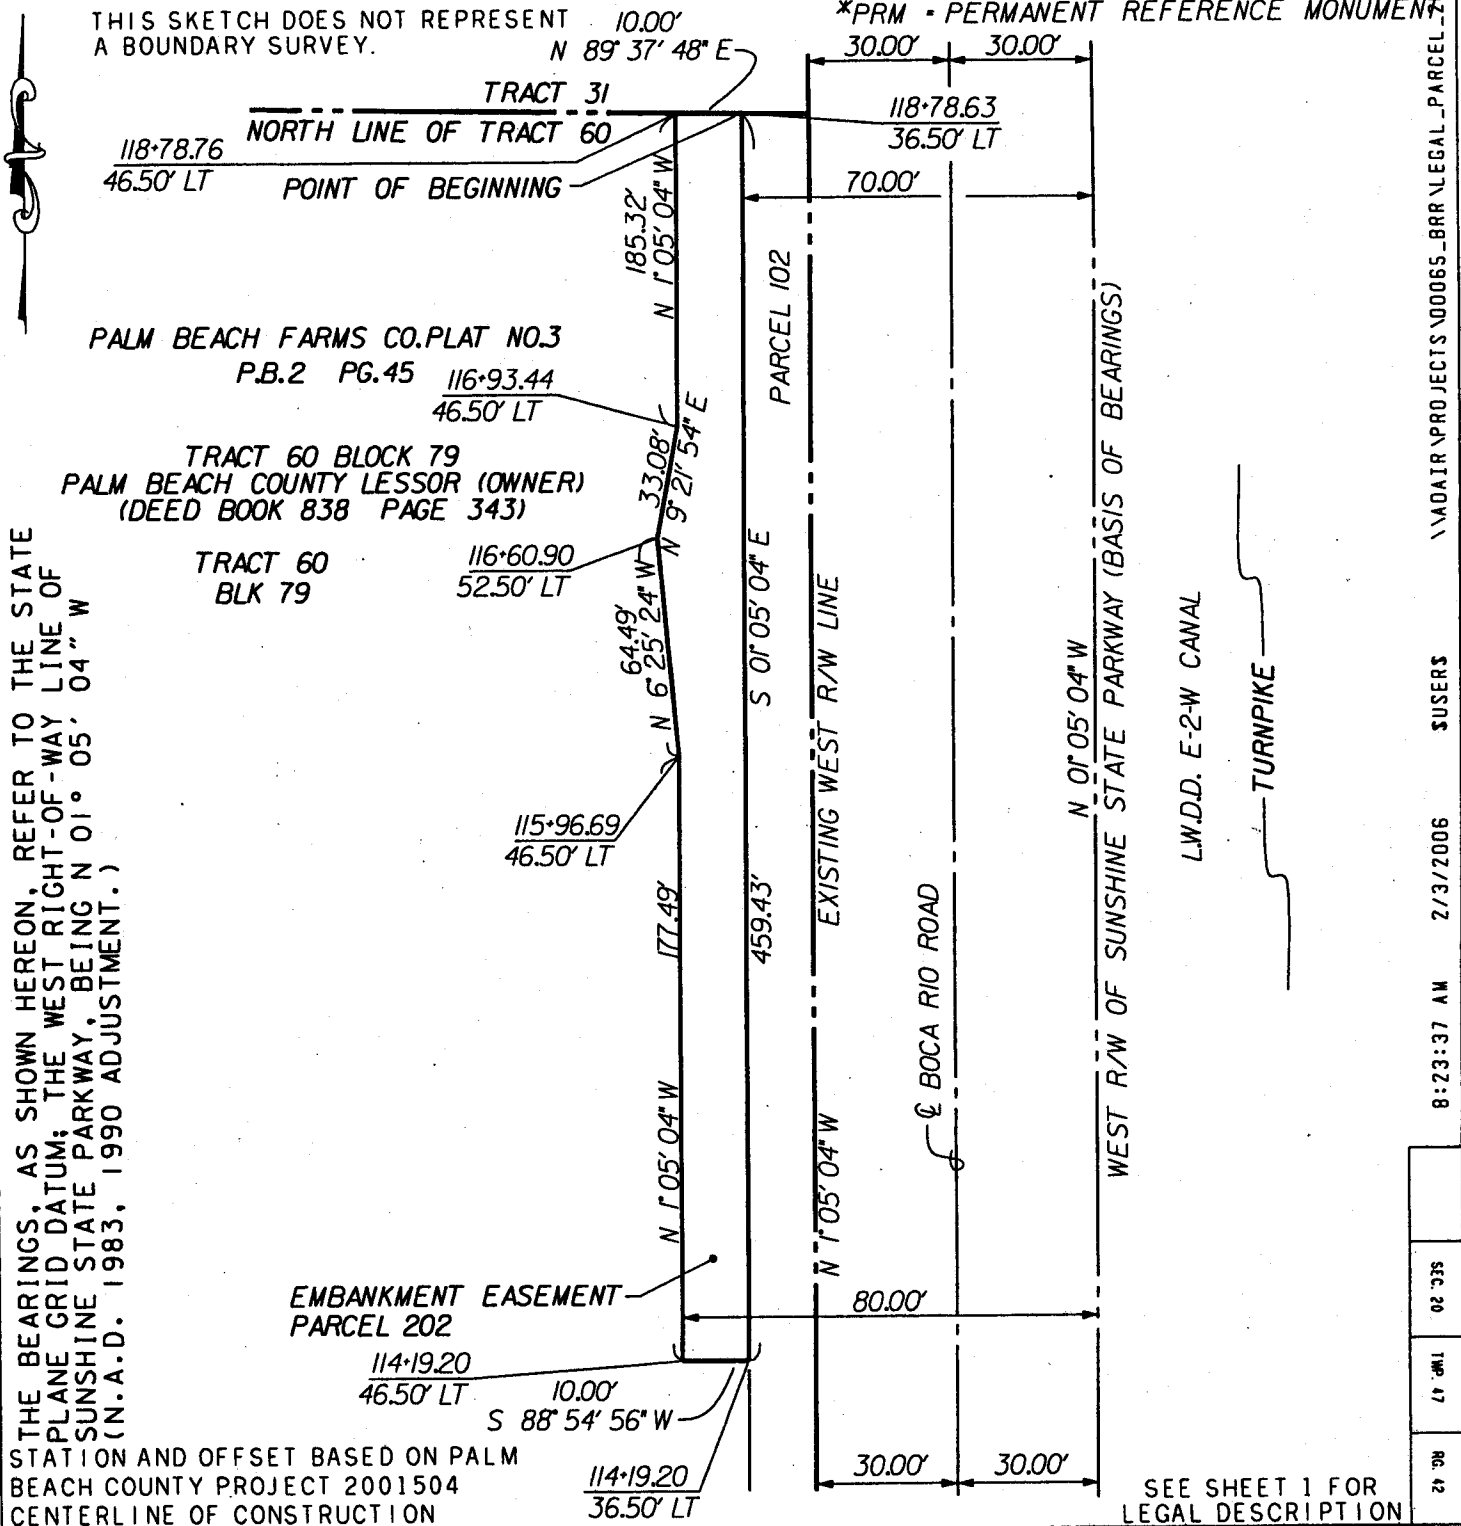 THIS SKETCH DOES NOT REPRESENT
A BOUNDARY SURVEY.
10.00'
N 89° 37' 48" E
*PRM = PERMANENT REFERENCE MONUMENT
30.00'
30.00'
TRACT 31
NORTH LINE OF TRACT 60
118+78.76
46.50' LT
POINT OF BEGINNING
118+78.63
36.50' LT
70.00'
185.32'
N 1° 05' 04" W
PARCEL 102
PALM BEACH FARMS CO. PLAT NO.3
P.B.2 PG.45
116+93.44
46.50' LT
33.08'
N 9° 21' 54" E
TRACT 60 BLOCK 79
PALM BEACH COUNTY LESSOR (OWNER)
(DEED BOOK 838 PAGE 343)
TRACT 60
BLK 79
116+60.90
52.50' LT
64.49'
N 6° 25' 24" W
S 01° 05' 04" E
459.43'
EXISTING WEST R/W LINE
N 1° 05' 04" W
℄ BOCA RIO ROAD
N 01° 05' 04" W
WEST R/W OF SUNSHINE STATE PARKWAY (BASIS OF BEARINGS)
L.W.D.D. E-2-W CANAL
TURNPIKE
115+96.69
46.50' LT
177.49'
N 1° 05' 04" W
EMBANKMENT EASEMENT
PARCEL 202
80.00'
114+19.20
46.50' LT
10.00'
S 88° 54' 56" W
114+19.20
36.50' LT
30.00'
30.00'
THE BEARINGS, AS SHOWN HEREON, REFER TO THE STATE
PLANE GRID DATUM; THE WEST RIGHT-OF-WAY LINE OF
SUNSHINE STATE PARKWAY, BEING N 01° 05' 04" W
(N.A.D. 1983, 1990 ADJUSTMENT.)
STATION AND OFFSET BASED ON PALM
BEACH COUNTY PROJECT 2001504
CENTERLINE OF CONSTRUCTION
SEE SHEET 1 FOR
LEGAL DESCRIPTION
\\ADAIR\PROJECTS\00065_BRR\LEGAL_PARCEL_
$USER$
2/3/2006
8:23:37 AM
SEC. 20
TWP. 47
RG. 42